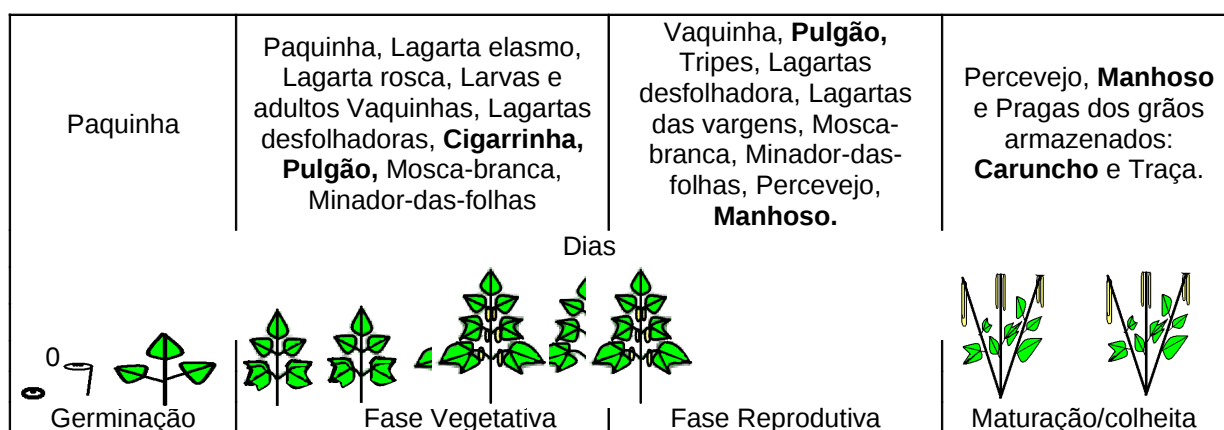 Paquinha
Paquinha, Lagarta elasmo,
Lagarta rosca, Larvas e
adultos Vaquinhas, Lagartas
desfolhadoras, Cigarrinha,
Pulgão, Mosca-branca,
Minador-das-folhas
Vaquinha, Pulgão,
Tripes, Lagartas
desfolhadora, Lagartas
das vargens, Mosca-
branca, Minador-das-
folhas, Percevejo,
Manhoso.
Percevejo, Manhoso
e Pragas dos grãos
armazenados:
Caruncho e Traça.
Dias
0
Germinação
Fase Vegetativa
Fase Reprodutiva
Maturação/colheita